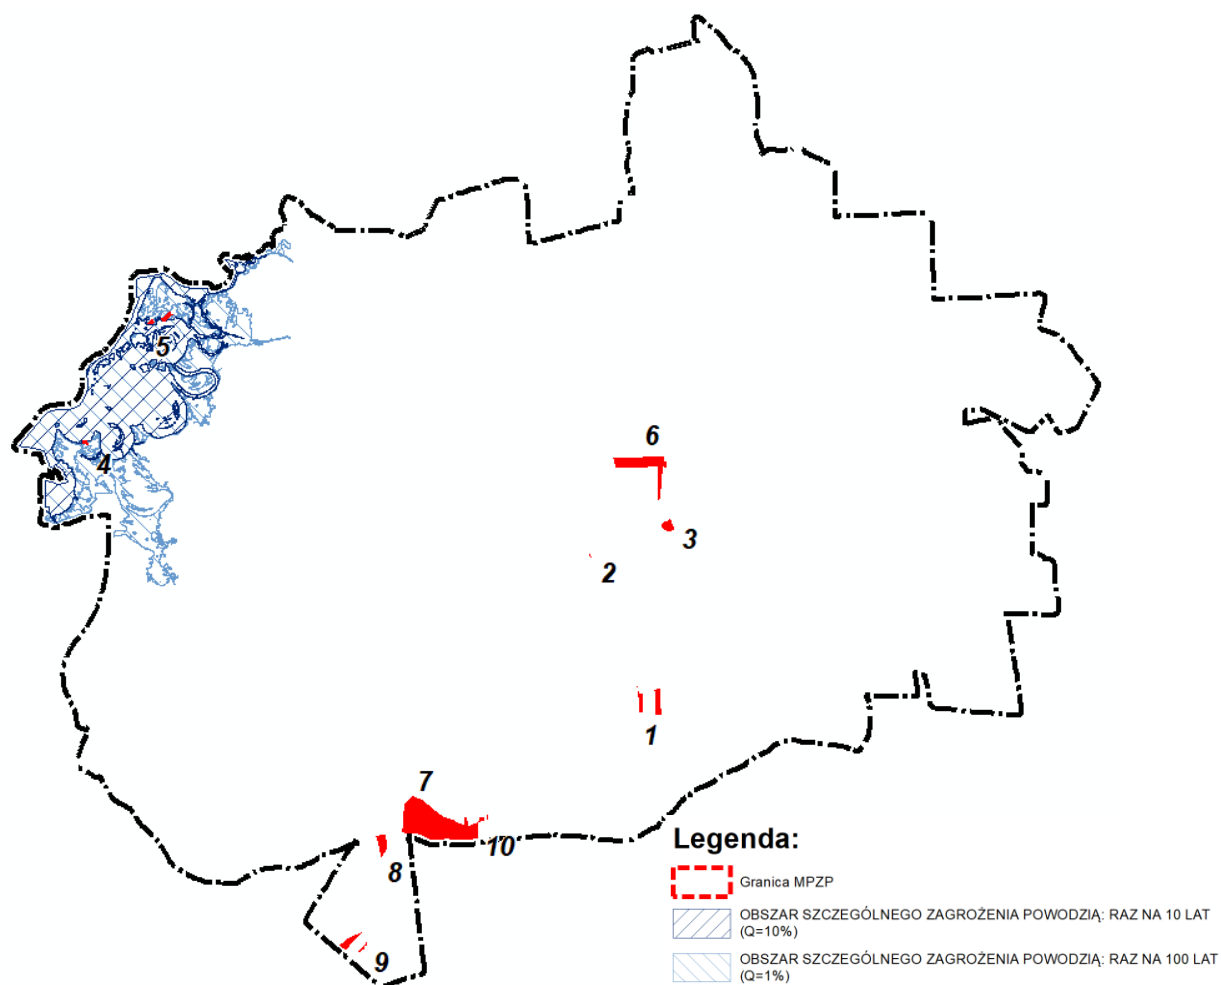 5
4
6
3
2
1
7
10
8
9
Legenda:
Granica MPZP
OBSZAR SZCZEGÓLNEGO ZAGROŻENIA POWODZIĄ: RAZ NA 10 LAT
(Q=10%)
OBSZAR SZCZEGÓLNEGO ZAGROŻENIA POWODZIĄ: RAZ NA 100 LAT
(Q=1%)